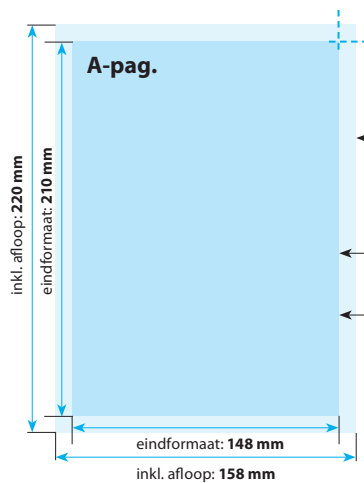 A-pag.
inkl. afloop: 220 mm
eindformaat: 210 mm
eindformaat: 148 mm
inkl. afloop: 158 mm